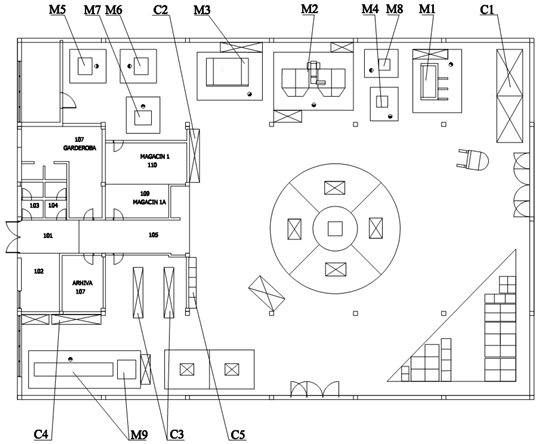 M5 M7 M6 C2 M3 M2 M4 M8 M1 C1
107
GARDEROBA
MAGACIN 1
110
109
MAGACIN 1A
103 104
101 105
102
ARHIVA
107
C4 M9 C3 C5